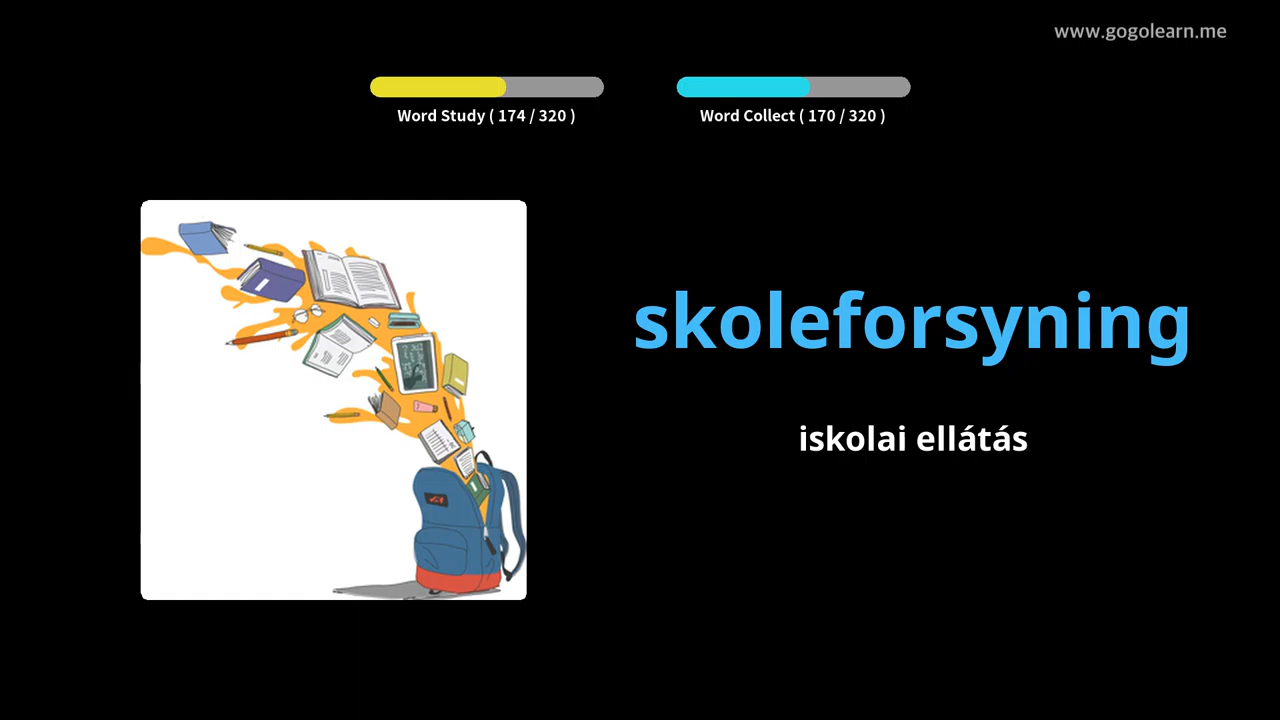 www.gogolearn.me
Word Study ( 174 / 320 )
Word Collect ( 170 / 320 )
skoleforsyning
iskolai ellátás